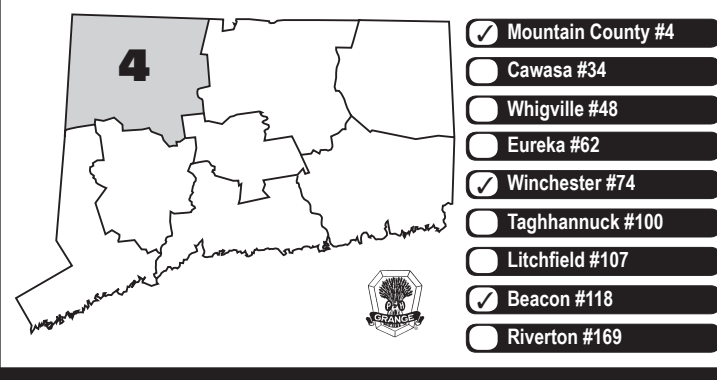 4
Mountain County #4
Cawasa #34
Whigville #48
Eureka #62
Winchester #74
Taghhannuck #100
Litchfield #107
Beacon #118
Riverton #169
GRANGE